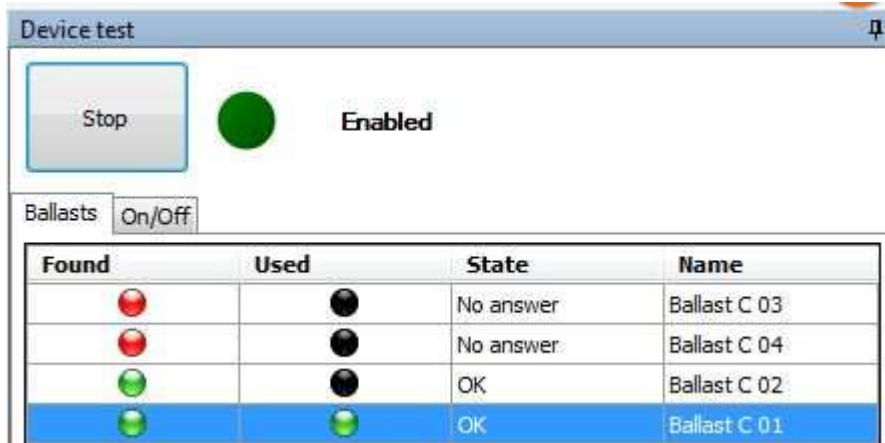 Device test
Stop Enabled
Ballasts On/Off
Found Used State Name
No answer Ballast C 03
No answer Ballast C 04
OK Ballast C 02
OK Ballast C 01